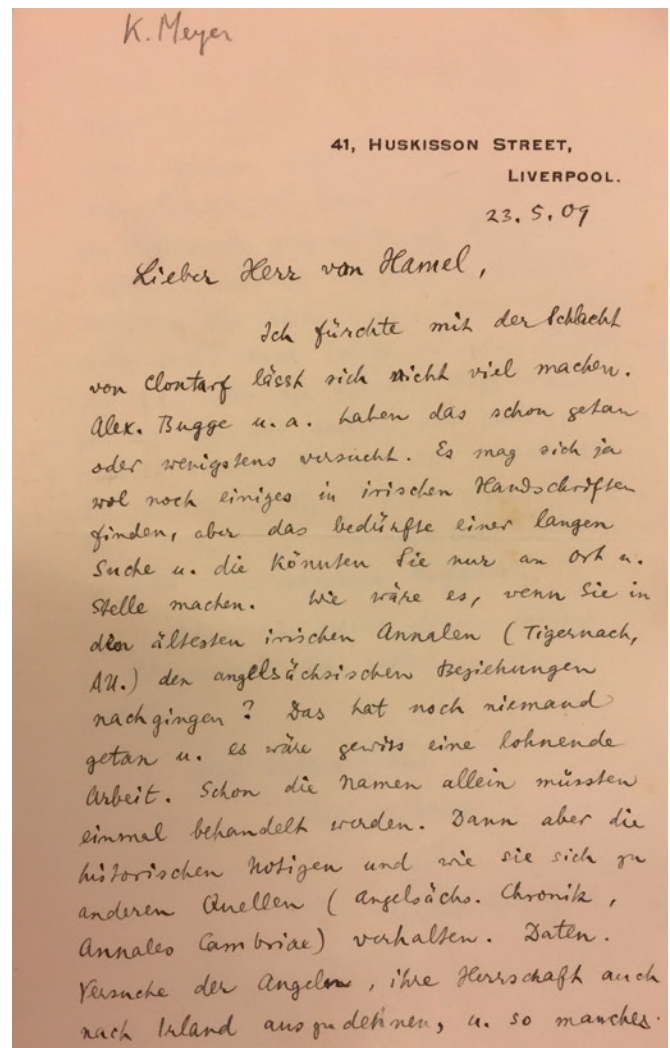 K. Meyer
41, HUSKISSON STREET,
LIVERPOOL.
23. 5. 09
Lieber Herr van Hamel,
Ich fürchte mit der Schlacht
von Clontarf lässt sich nicht viel machen.
Alex. Bugge u. a. haben das schon getan
oder wenigstens versucht. Es mag sich ja
wol noch einiges in irischen Handschriften
finden, aber das bedürfte einer langen
Suche u. die könnten Sie nur an Ort u.
Stelle machen. Wie wäre es, wenn Sie in
den ältesten irischen Annalen (Tigernach,
AU.) den angelsächsischen Beziehungen
nachgingen? Das hat noch niemand
getan u. es wäre gewiss eine lohnende
Arbeit. Schon die Namen allein müssten
einmal behandelt werden. Dann aber die
historischen Notizen und wie sie sich zu
anderen Quellen (Angelsächs. Chronik,
Annales Cambriae) verhalten. Daten.
Versuche der Angeln, ihre Herrschaft auch
nach Irland auszudehnen, u. so manches.